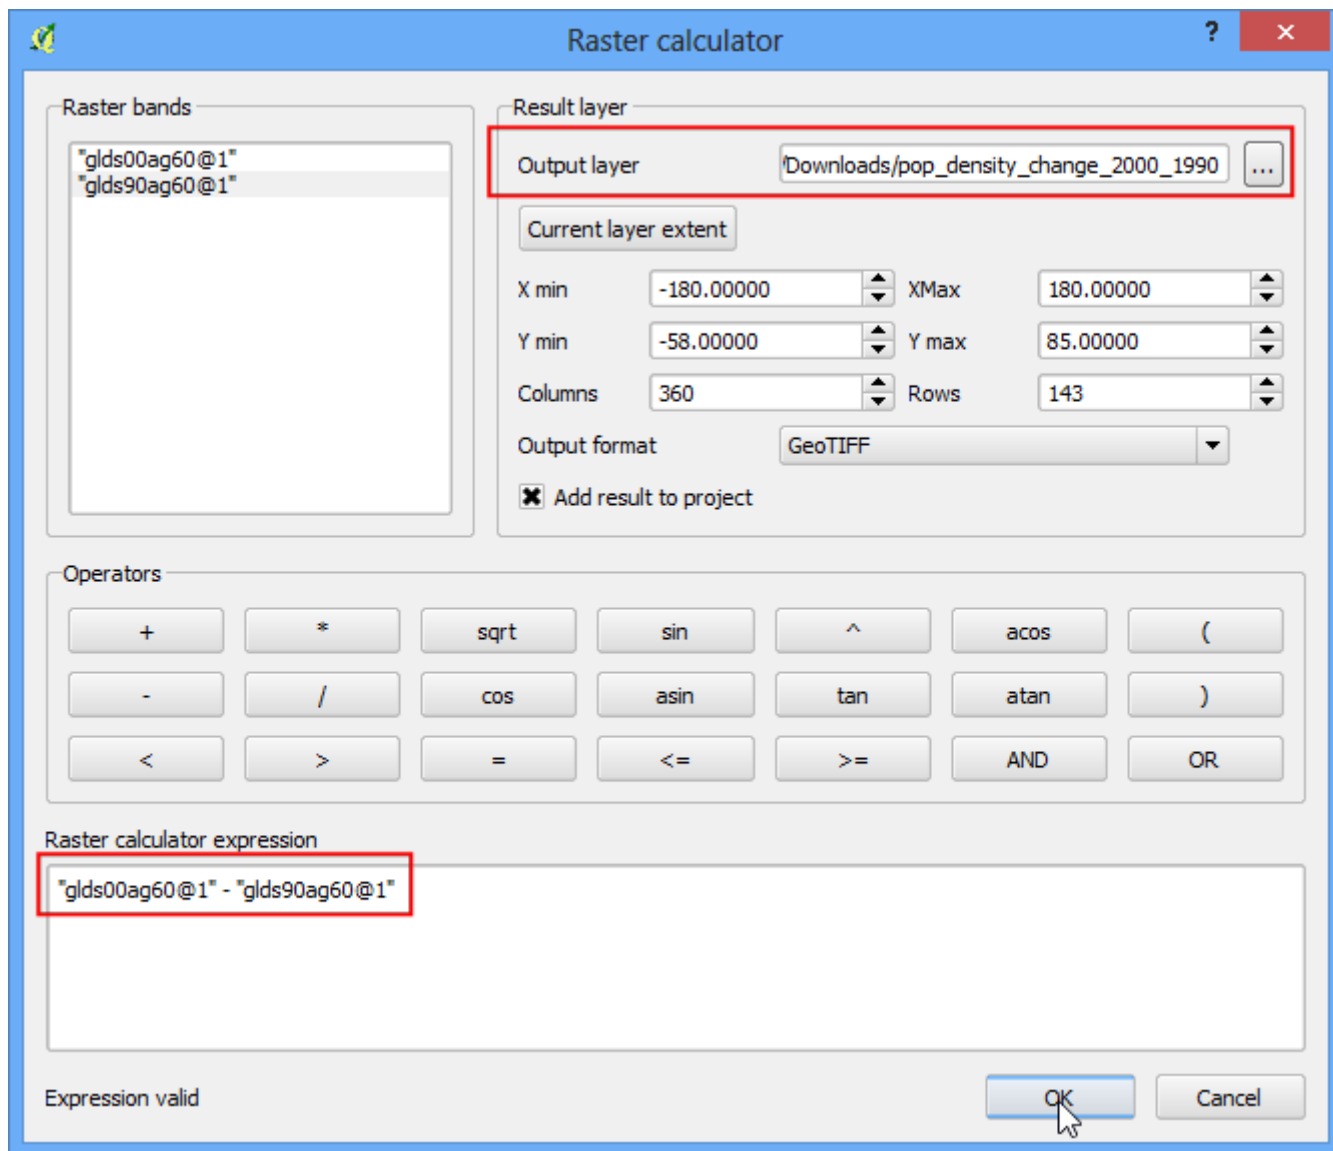 Raster calculator
?
Raster bands
"glds00ag60@1"
"glds90ag60@1"
Result layer
Output layer /Downloads/pop_density_change_2000_1990 ...
Current layer extent
X min -180.00000 XMax 180.00000
Y min -58.00000 Y max 85.00000
Columns 360 Rows 143
Output format GeoTIFF
Add result to project
Operators
+ * sqrt sin ^ acos (
- / cos asin tan atan )
< > = <= >= AND OR
Raster calculator expression
"glds00ag60@1" - "glds90ag60@1"
Expression valid OK Cancel